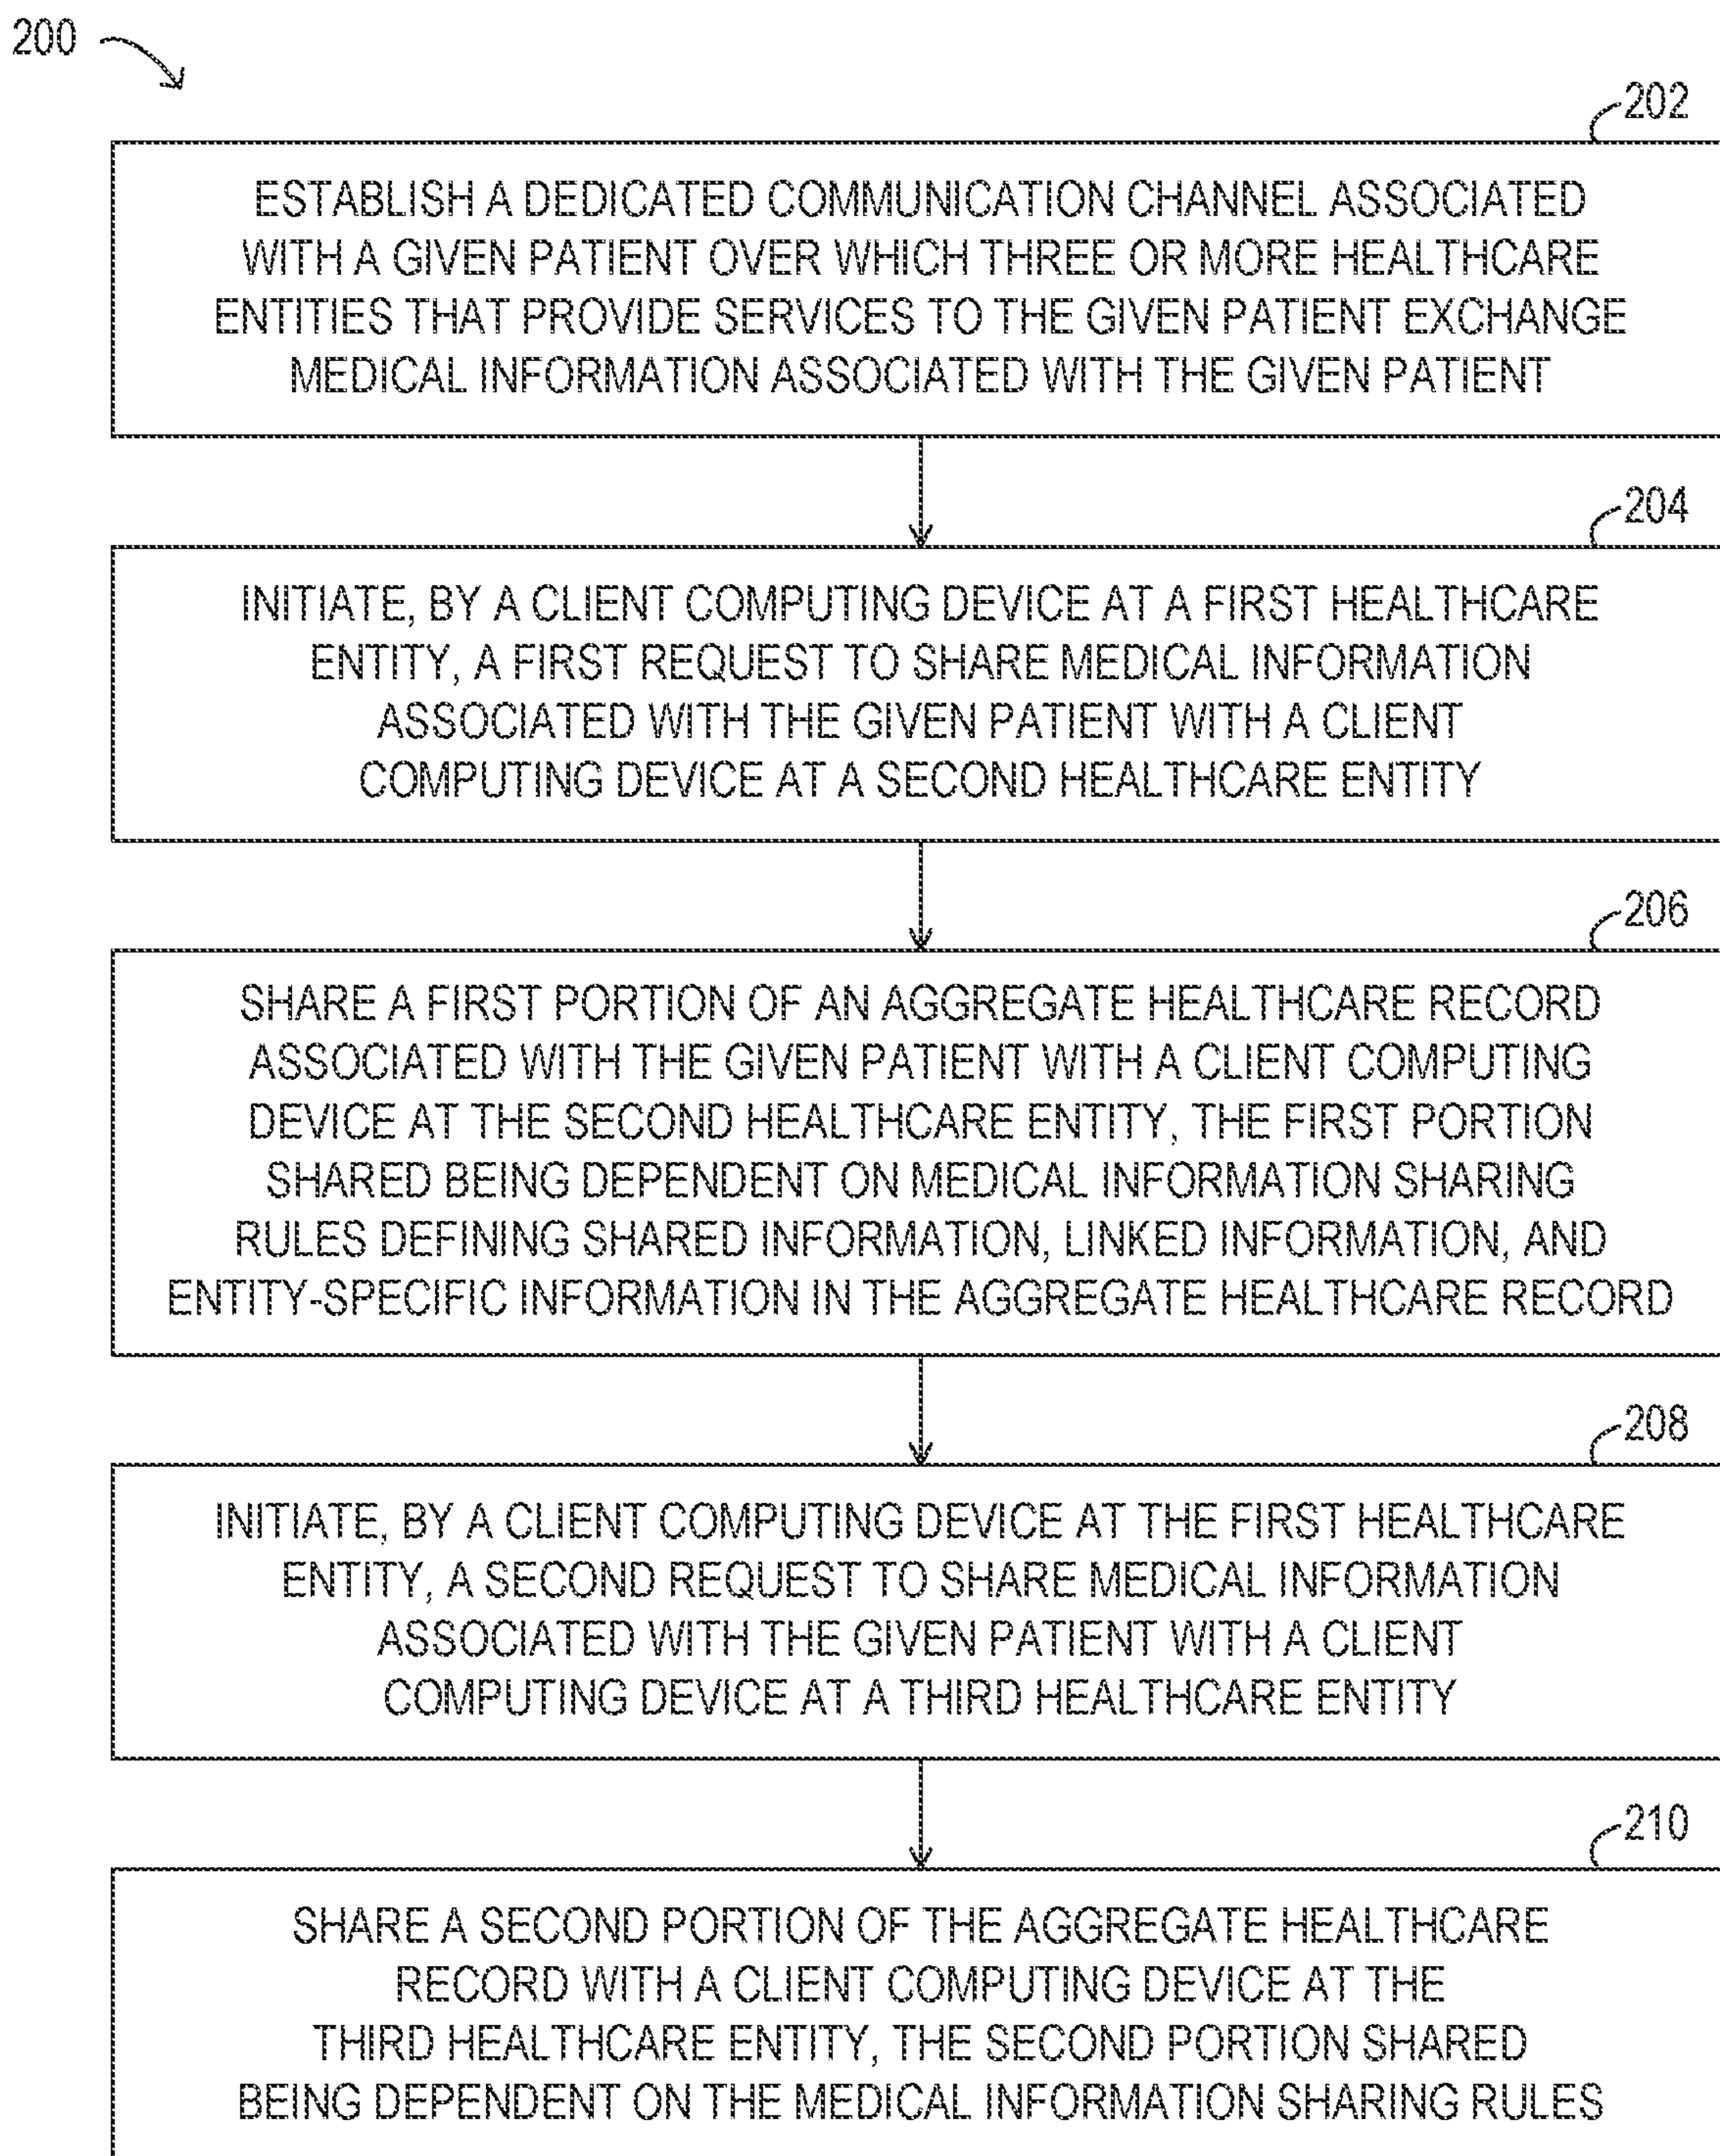 200
202
ESTABLISH A DEDICATED COMMUNICATION CHANNEL ASSOCIATED
WITH A GIVEN PATIENT OVER WHICH THREE OR MORE HEALTHCARE
ENTITIES THAT PROVIDE SERVICES TO THE GIVEN PATIENT EXCHANGE
MEDICAL INFORMATION ASSOCIATED WITH THE GIVEN PATIENT
204
INITIATE, BY A CLIENT COMPUTING DEVICE AT A FIRST HEALTHCARE
ENTITY, A FIRST REQUEST TO SHARE MEDICAL INFORMATION
ASSOCIATED WITH THE GIVEN PATIENT WITH A CLIENT
COMPUTING DEVICE AT A SECOND HEALTHCARE ENTITY
206
SHARE A FIRST PORTION OF AN AGGREGATE HEALTHCARE RECORD
ASSOCIATED WITH THE GIVEN PATIENT WITH A CLIENT COMPUTING
DEVICE AT THE SECOND HEALTHCARE ENTITY, THE FIRST PORTION
SHARED BEING DEPENDENT ON MEDICAL INFORMATION SHARING
RULES DEFINING SHARED INFORMATION, LINKED INFORMATION, AND
ENTITY-SPECIFIC INFORMATION IN THE AGGREGATE HEALTHCARE RECORD
208
INITIATE, BY A CLIENT COMPUTING DEVICE AT THE FIRST HEALTHCARE
ENTITY, A SECOND REQUEST TO SHARE MEDICAL INFORMATION
ASSOCIATED WITH THE GIVEN PATIENT WITH A CLIENT
COMPUTING DEVICE AT A THIRD HEALTHCARE ENTITY
210
SHARE A SECOND PORTION OF THE AGGREGATE HEALTHCARE
RECORD WITH A CLIENT COMPUTING DEVICE AT THE
THIRD HEALTHCARE ENTITY, THE SECOND PORTION SHARED
BEING DEPENDENT ON THE MEDICAL INFORMATION SHARING RULES